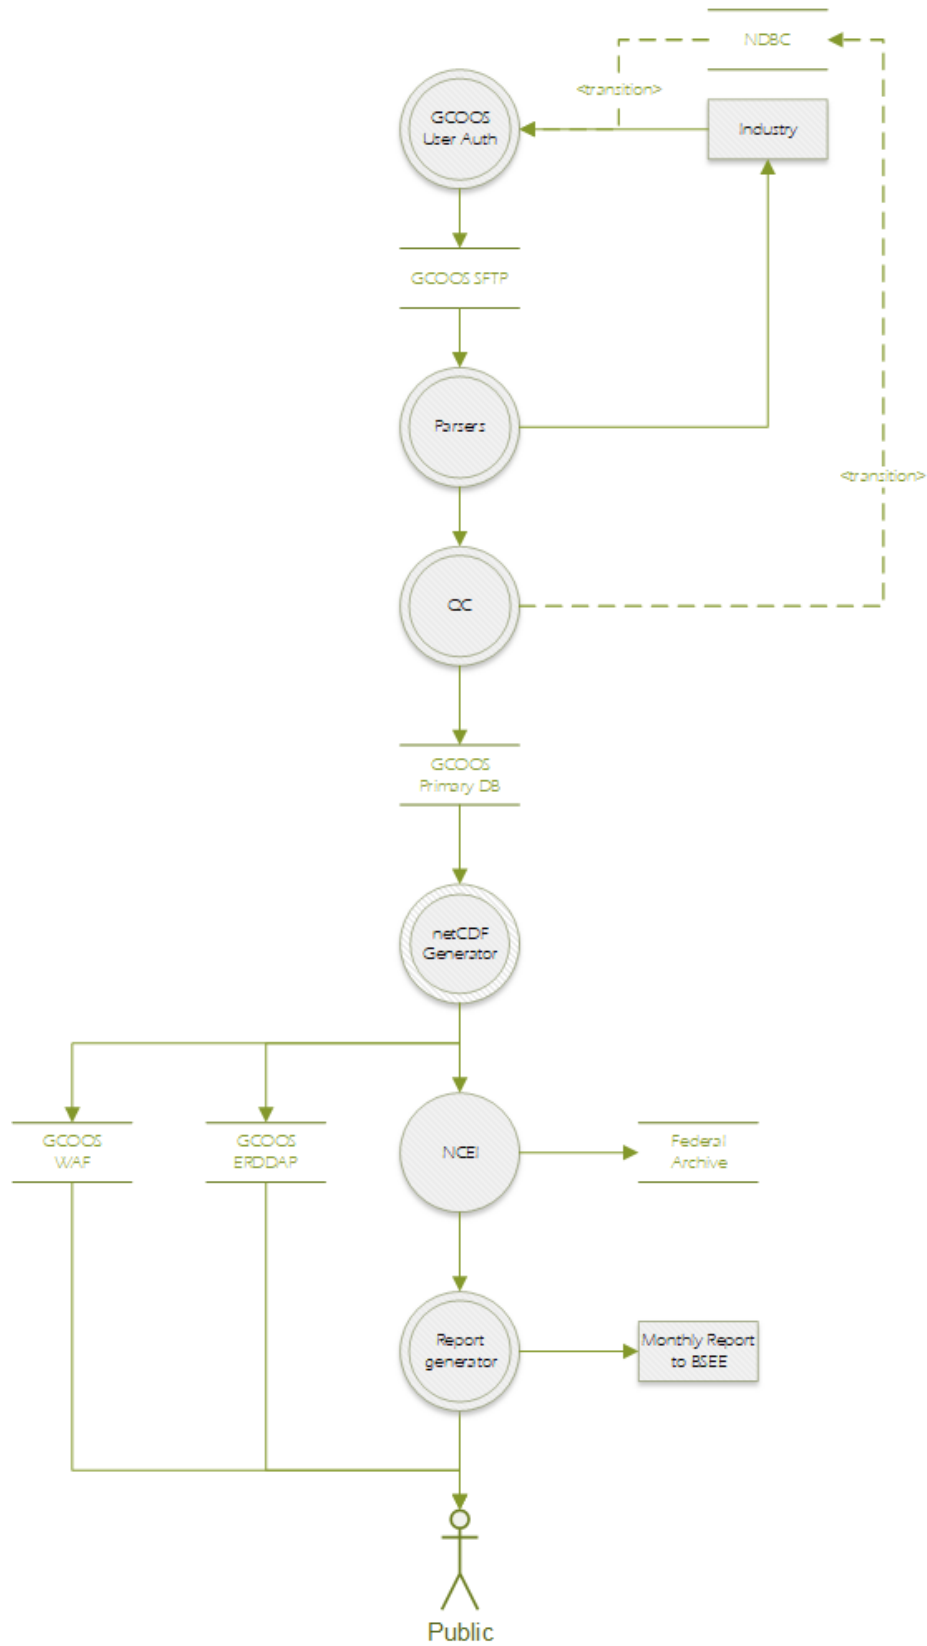 NDBC
<transition>
GCOOS
User Auth
Industry
GCOOS SFTP
Parsers
<transition>
QC
GCOOS
Primary DB
netCDF
Generator
GCOOS
WAF
GCOOS
ERDDAP
NCEI
Federal
Archive
Report
generator
Monthly Report
to BSEE
Public